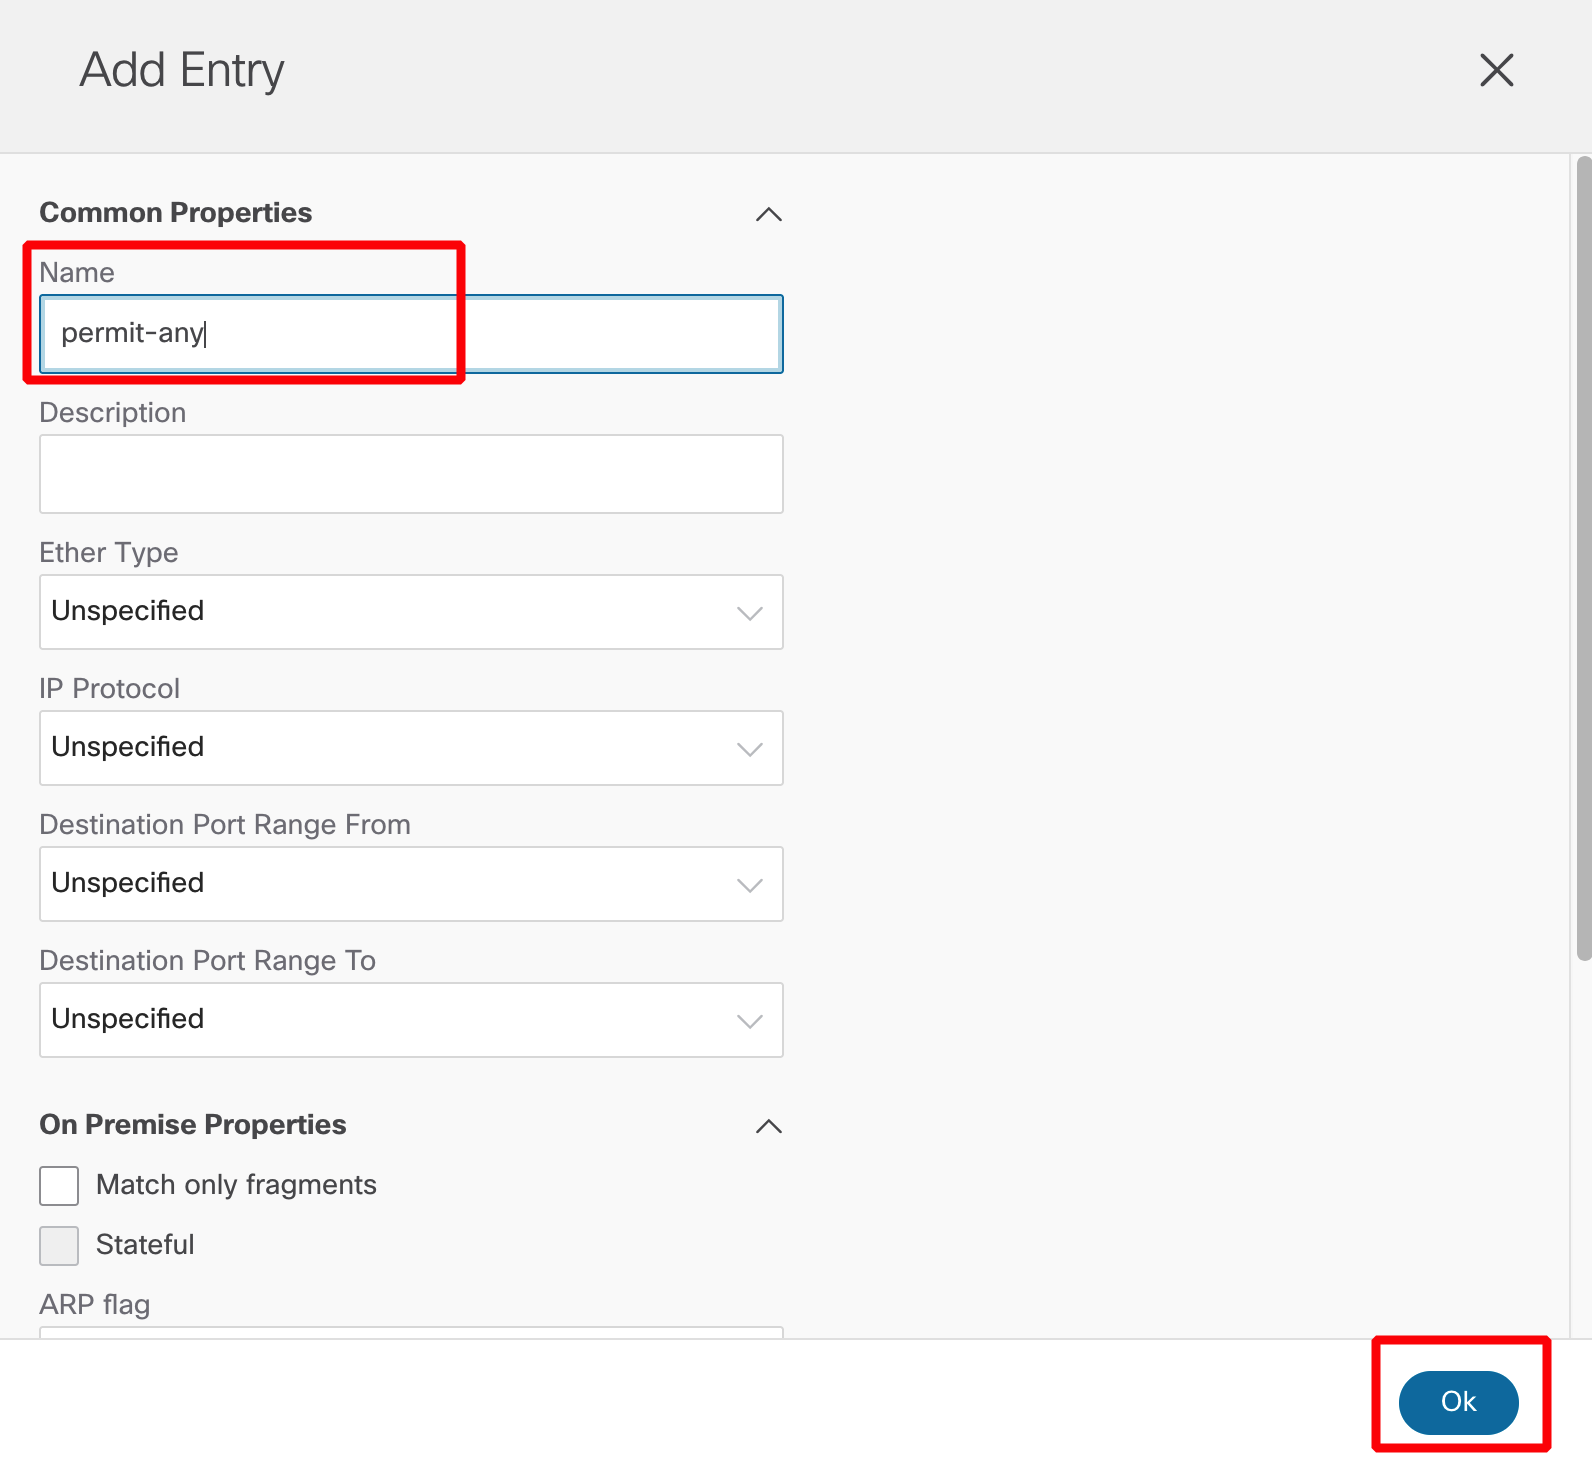 Add Entry
Common Properties
Name
permit-any
Description
Ether Type
Unspecified
IP Protocol
Unspecified
Destination Port Range From
Unspecified
Destination Port Range To
Unspecified
On Premise Properties
Match only fragments
Stateful
ARP flag
Ok